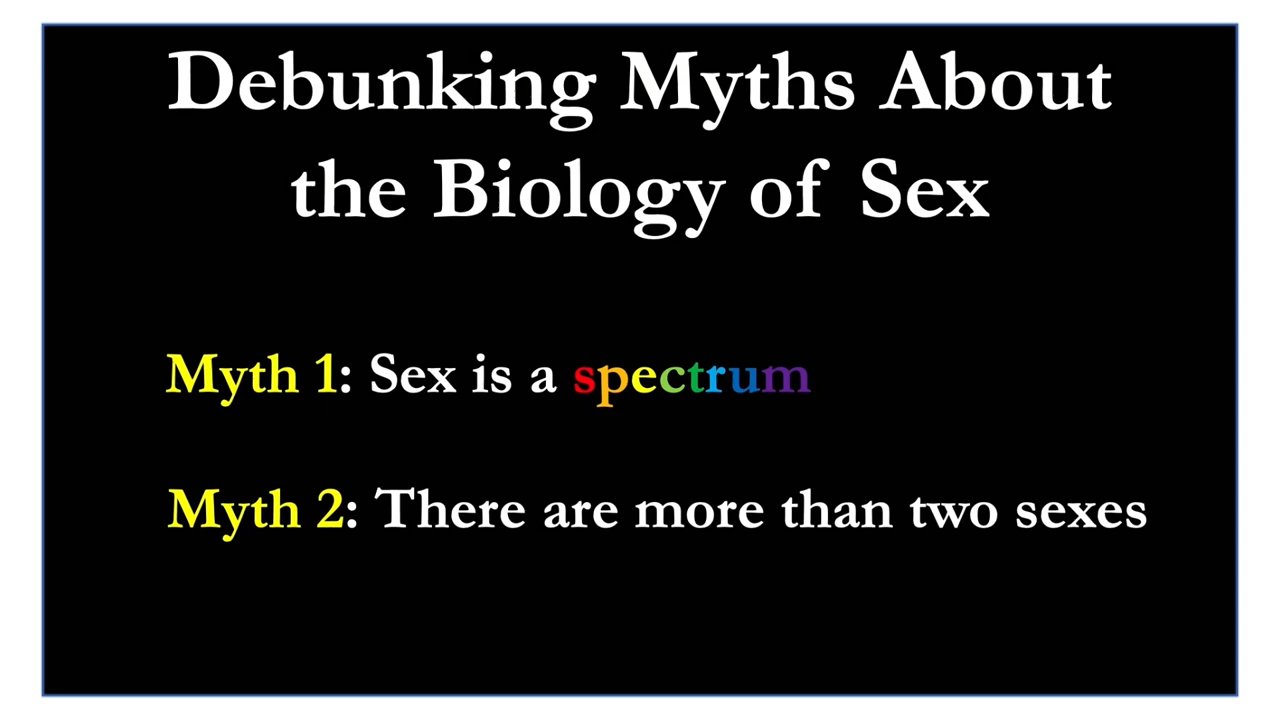 Debunking Myths About
the Biology of Sex
Myth 1: Sex is a spectrum
Myth 2: There are more than two sexes